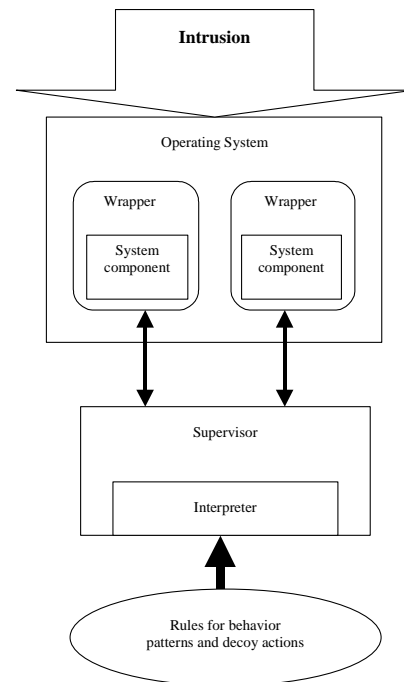 Intrusion
Operating System
Wrapper
System
component
Wrapper
System
component
Supervisor
Interpreter
Rules for behavior
patterns and decoy actions